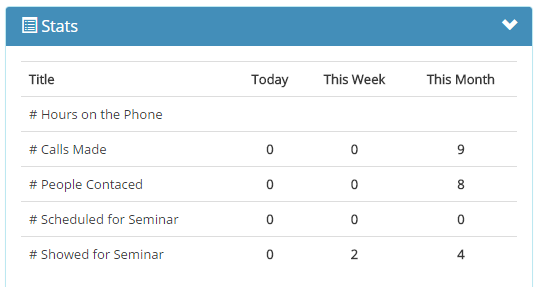 Stats
Title Today This Week This Month
# Hours on the Phone
# Calls Made 0 0 9
# People Contaced 0 0 8
# Scheduled for Seminar 0 0 0
# Showed for Seminar 0 2 4